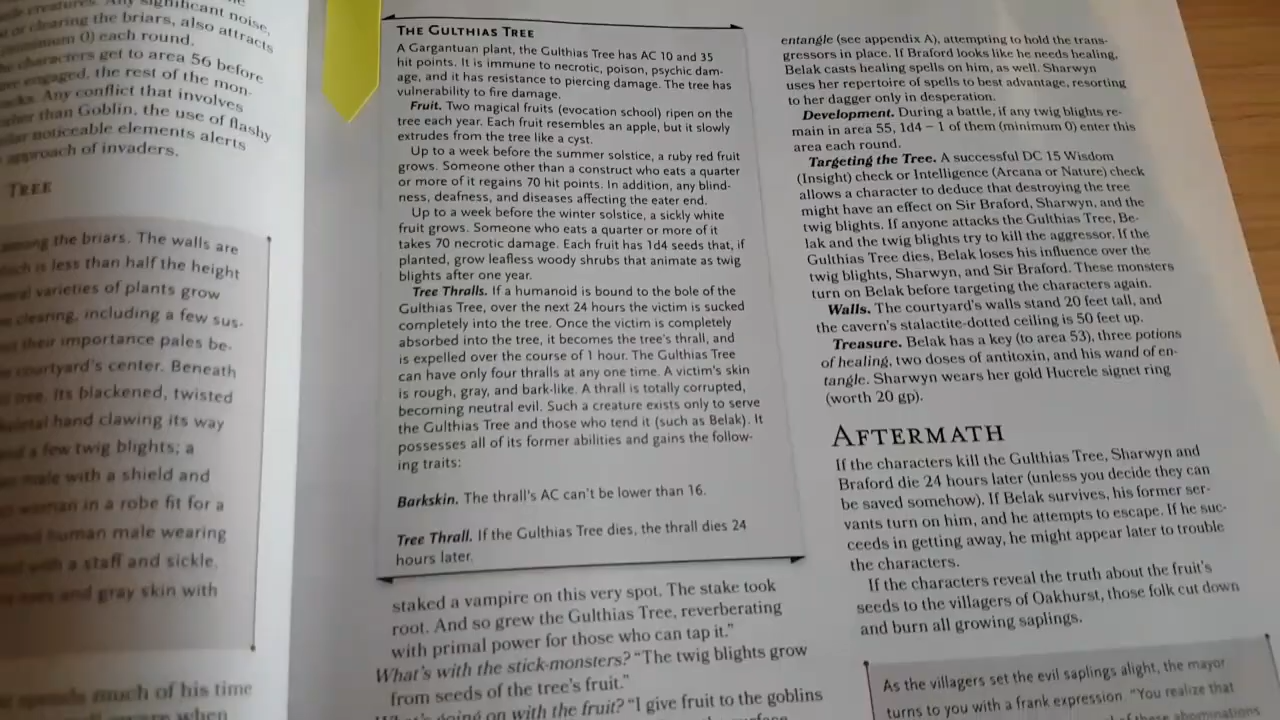 significant noise,
or clearing the briars, also attracts
(minimum 0) each round.
characters get to area 56 before
engaged, the rest of the mon-
Any conflict that involves
than Goblin, the use of flashy
noticeable elements alerts
approach of invaders.
TREE
among the briars. The walls are
which is less than half the height
several varieties of plants grow
clearing, including a few sus-
their importance pales be-
courtyard's center. Beneath
its blackened, twisted
skeletal hand clawing its way
and a few twig blights; a
male with a shield and
woman in a robe fit for a
human male wearing
with a staff and sickle.
and gray skin with
spends much of his time
when
THE GULTHIAS TREE
A Gargantuan plant, the Gulthias Tree has AC 10 and 35
hit points. It is immune to necrotic, poison, psychic dam-
age, and it has resistance to piercing damage. The tree has
vulnerability to fire damage.
Fruit. Two magical fruits (evocation school) ripen on the
tree each year. Each fruit resembles an apple, but it slowly
extrudes from the tree like a cyst.
Up to a week before the summer solstice, a ruby red fruit
grows. Someone other than a construct who eats a quarter
or more of it regains 70 hit points. In addition, any blind-
ness, deafness, and diseases affecting the eater end.
Up to a week before the winter solstice, a sickly white
fruit grows. Someone who eats a quarter or more of it
takes 70 necrotic damage. Each fruit has 1d4 seeds that, if
planted, grow leafless woody shrubs that animate as twig
blights after one year.
Tree Thralls. If a humanoid is bound to the bole of the
Gulthias Tree, over the next 24 hours the victim is sucked
completely into the tree. Once the victim is completely
absorbed into the tree, it becomes the tree's thrall, and
is expelled over the course of 1 hour. The Gulthias Tree
can have only four thralls at any one time. A victim's skin
is rough, gray, and bark-like. A thrall is totally corrupted,
becoming neutral evil. Such a creature exists only to serve
the Gulthias Tree and those who tend it (such as Belak). It
possesses all of its former abilities and gains the follow-
ing traits:
Barkskin. The thrall's AC can't be lower than 16.
Tree Thrall. If the Gulthias Tree dies, the thrall dies 24
hours later.
staked a vampire on this very spot. The stake took
root. And so grew the Gulthias Tree, reverberating
with primal power for those who can tap it."
What's with the stick-monsters? "The twig blights grow
from seeds of the tree's fruit."
What's going on with the fruit? "I give fruit to the goblins
entangle (see appendix A), attempting to hold the trans-
gressors in place. If Braford looks like he needs healing,
Belak casts healing spells on him, as well. Sharwyn
uses her repertoire of spells to best advantage, resorting
to her dagger only in desperation.
Development. During a battle, if any twig blights re-
main in area 55, 1d4 − 1 of them (minimum 0) enter this
area each round.
Targeting the Tree. A successful DC 15 Wisdom
(Insight) check or Intelligence (Arcana or Nature) check
allows a character to deduce that destroying the tree
might have an effect on Sir Braford, Sharwyn, and the
twig blights. If anyone attacks the Gulthias Tree, Be-
lak and the twig blights try to kill the aggressor. If the
Gulthias Tree dies, Belak loses his influence over the
twig blights, Sharwyn, and Sir Braford. These monsters
turn on Belak before targeting the characters again.
Walls. The courtyard's walls stand 20 feet tall, and
the cavern's stalactite-dotted ceiling is 50 feet up.
Treasure. Belak has a key (to area 53), three potions
of healing, two doses of antitoxin, and his wand of en-
tangle. Sharwyn wears her gold Hucrele signet ring
(worth 20 gp).
AFTERMATH
If the characters kill the Gulthias Tree, Sharwyn and
Braford die 24 hours later (unless you decide they can
be saved somehow). If Belak survives, his former ser-
vants turn on him, and he attempts to escape. If he suc-
ceeds in getting away, he might appear later to trouble
the characters.
If the characters reveal the truth about the fruit's
seeds to the villagers of Oakhurst, those folk cut down
and burn all growing saplings.
As the villagers set the evil saplings alight, the mayor
turns to you with a frank expression. "You realize that
of these abominations